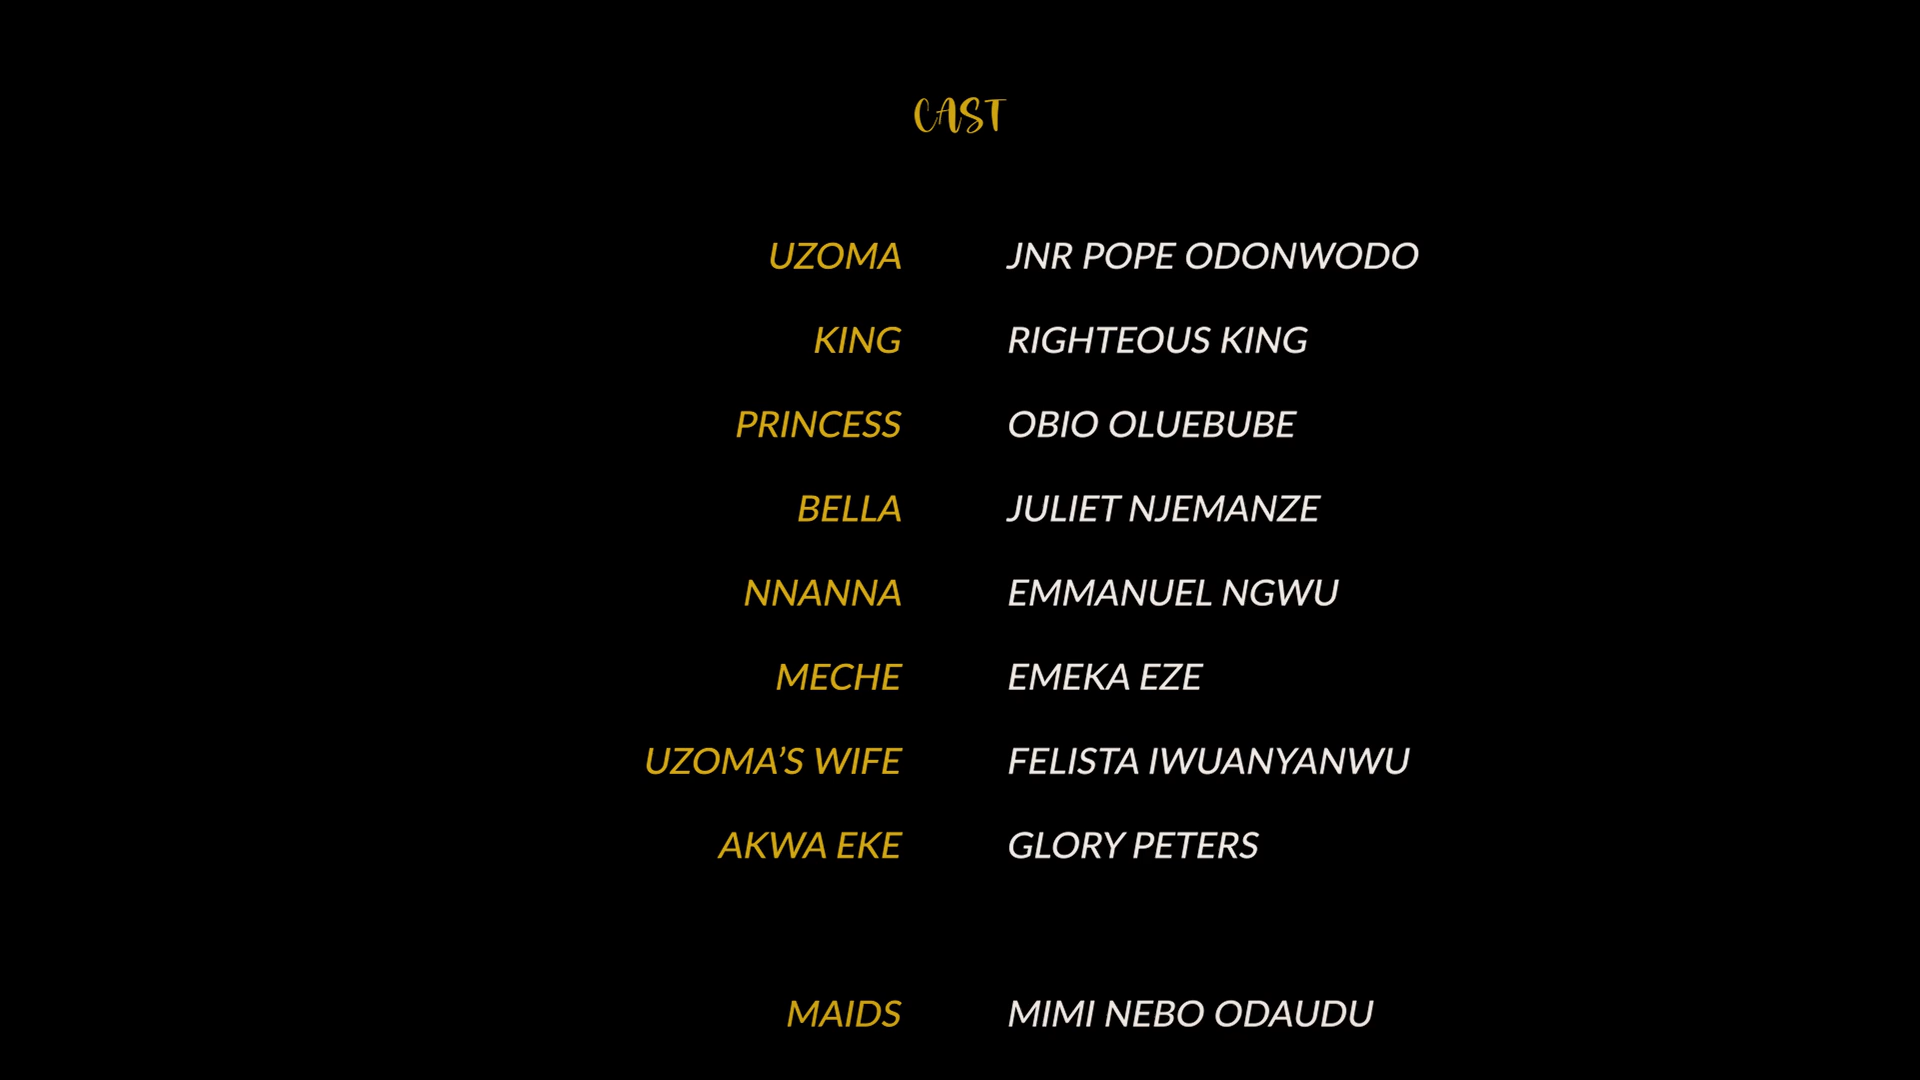 CAST
UZOMA JNR POPE ODONWODO
KING RIGHTEOUS KING
PRINCESS OBIO OLUEBUBE
BELLA JULIET NJEMANZE
NNANNA EMMANUEL NGWU
MECHE EMEKA EZE
UZOMA’S WIFE FELISTA IWUANYANWU
AKWA EKE GLORY PETERS
MAIDS MIMI NEBO ODAUDU